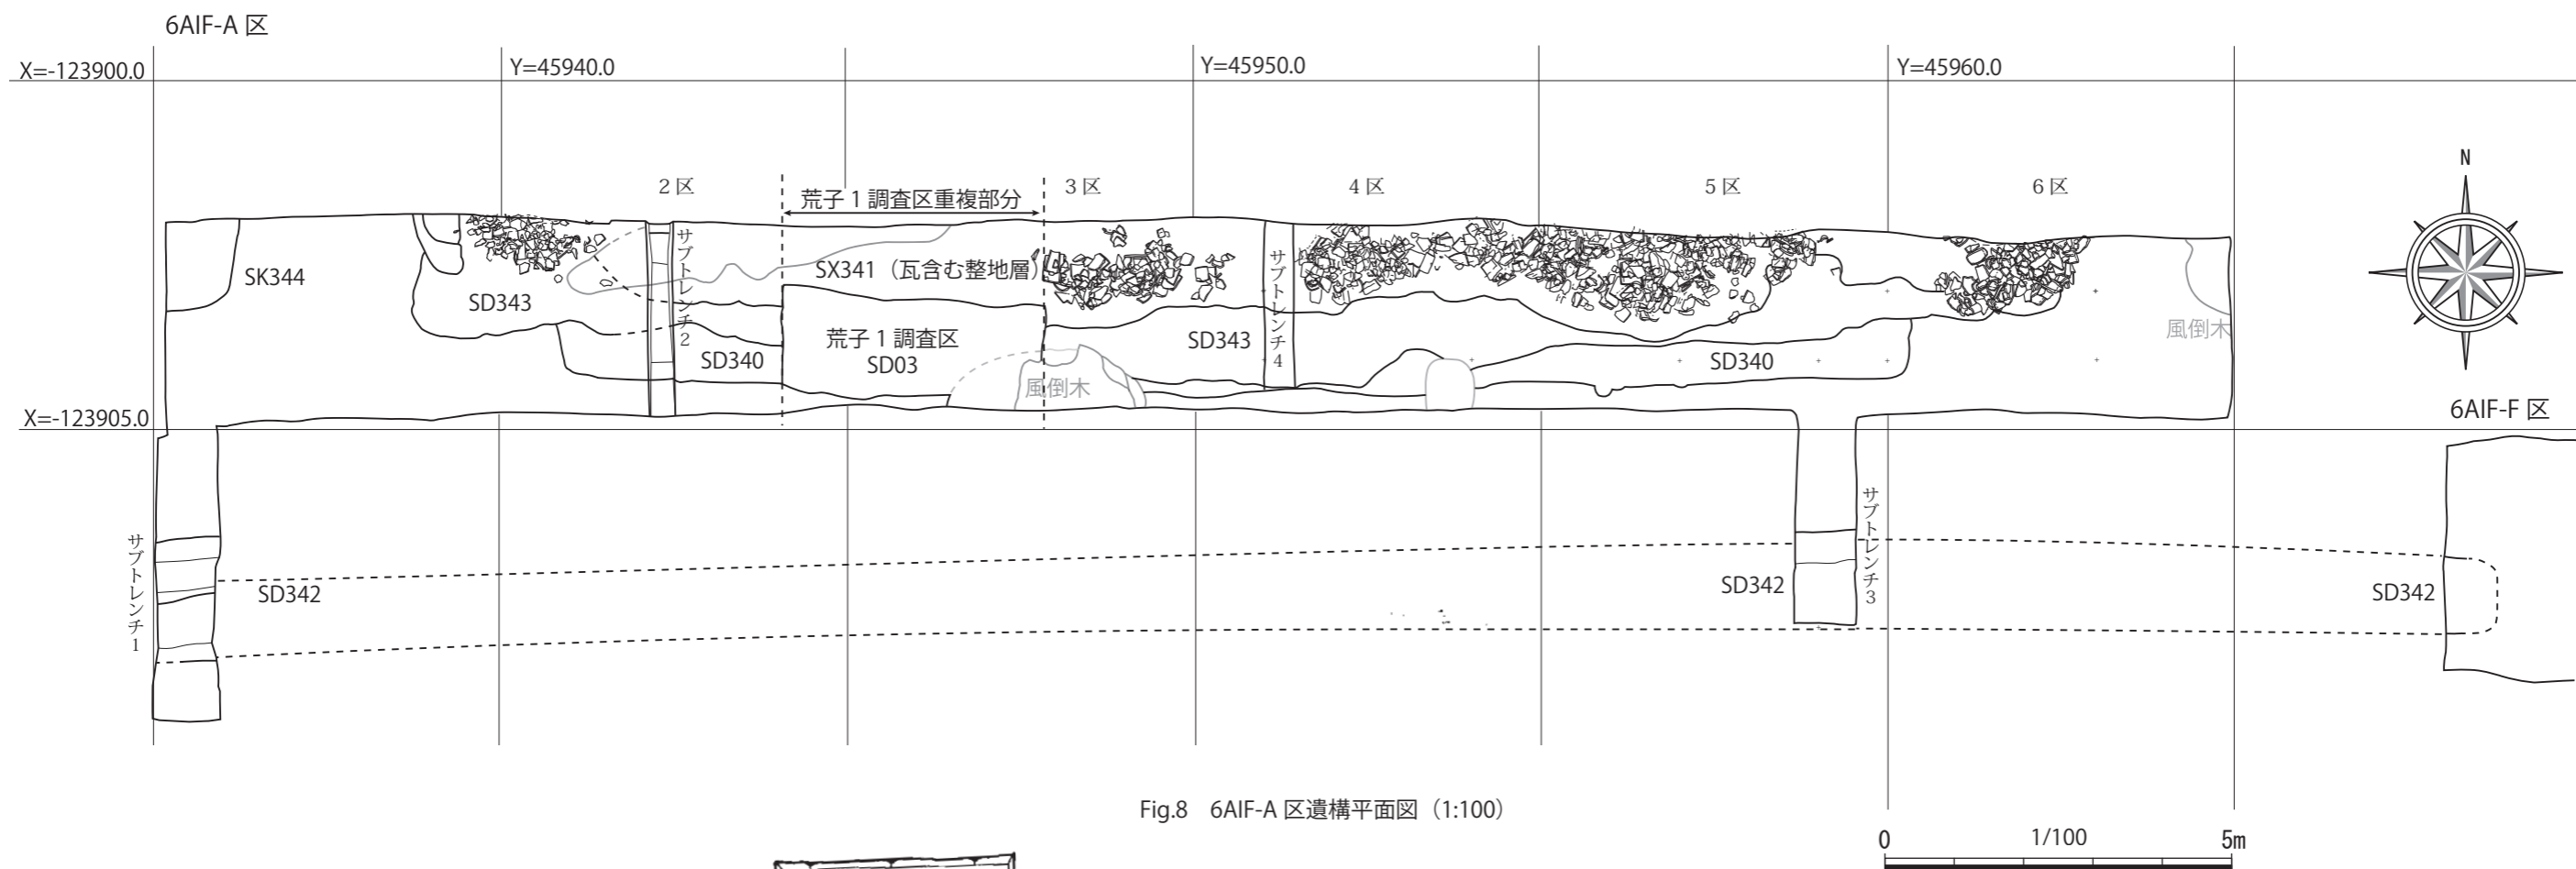 6AIF-A 区
X=-123900.0
Y=45940.0
Y=45950.0
Y=45960.0
N
2 区
荒子 1 調査区重複部分
3 区
4 区
5 区
6 区
SK344
SD343
サブトレンチ2
SX341（瓦含む整地層）
サブトレンチ4
SD340
荒子 1 調査区
SD03
風倒木
SD343
SD340
風倒木
X=-123905.0
6AIF-F 区
サブトレンチ1
SD342
SD342
サブトレンチ3
SD342
Fig.8　6AIF-A 区遺構平面図（1:100）
0
1/100
5m